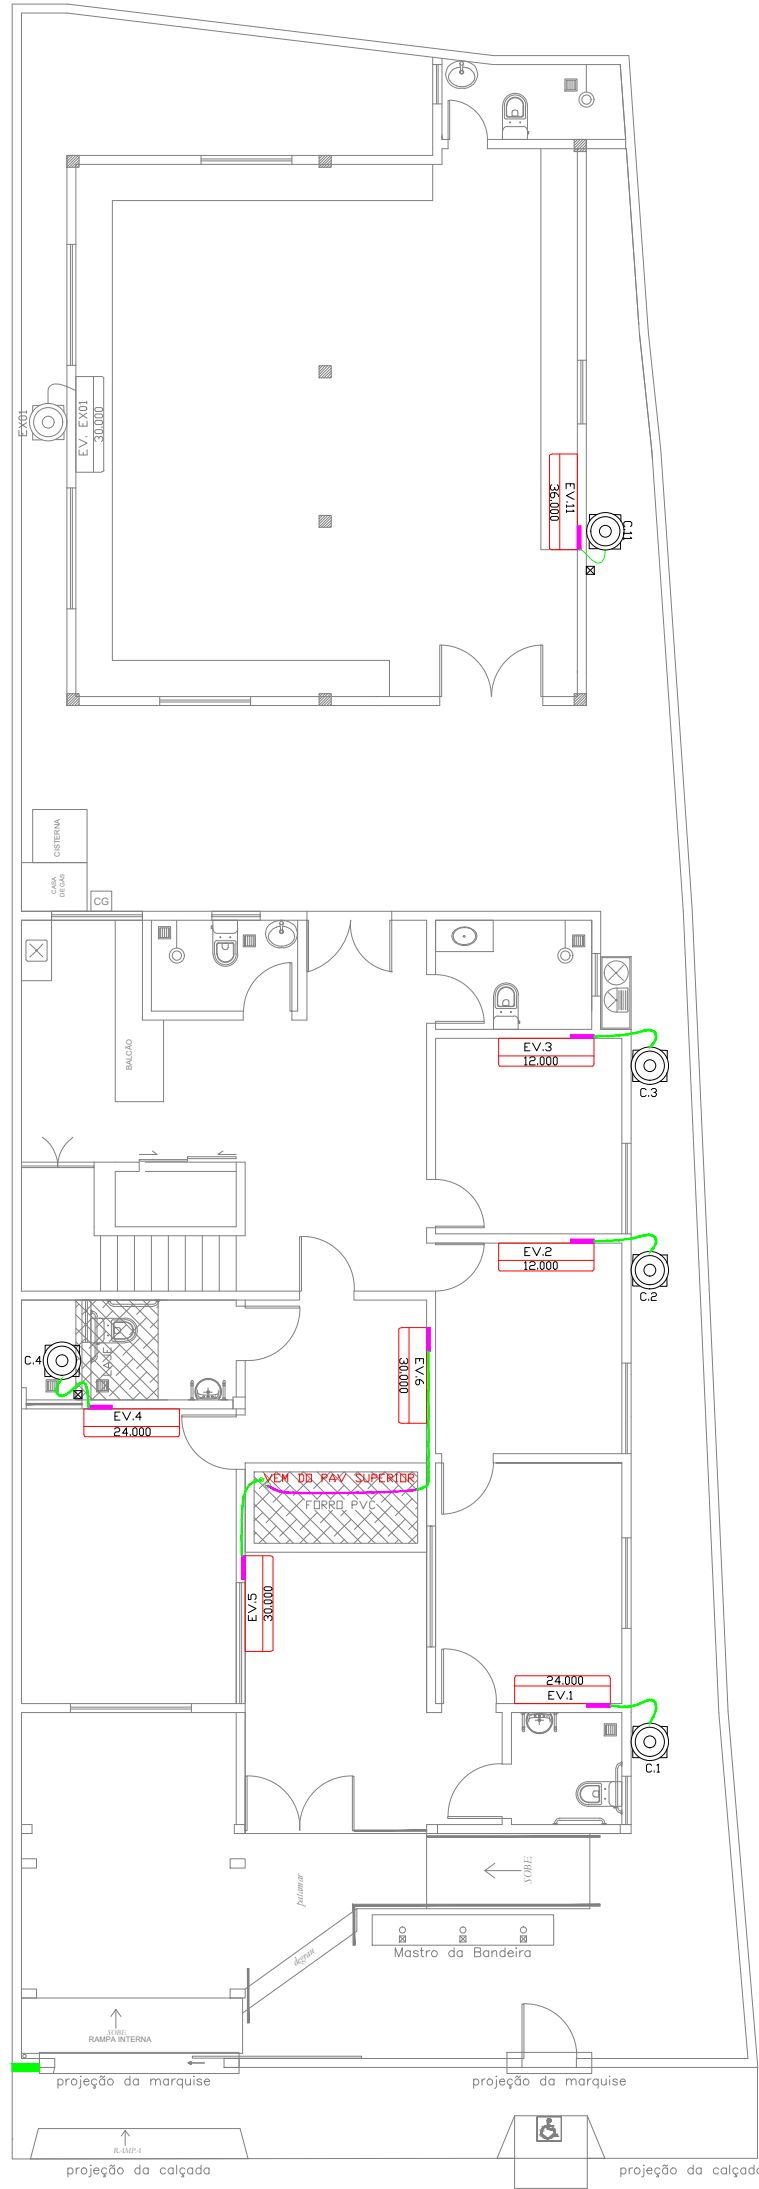 EX01
EV. EX01
30.000
EV.11
36.000
C.11
CISTERNA
CASA
DE GÁS
CG
BALCÃO
EV.3
12.000
C.3
EV.2
12.000
C.2
C.4
LAJE
EV.4
24.000
EV.6
30.000
VEM DO PAV SUPERIOR
FORRO PVC
EV.5
30.000
24.000
EV.1
C.1
SOBE
patamar
degrau
Mastro da Bandeira
SOBE
RAMPA INTERNA
projeção da marquise
projeção da marquise
RAMPA
projeção da calçada
projeção da calçada